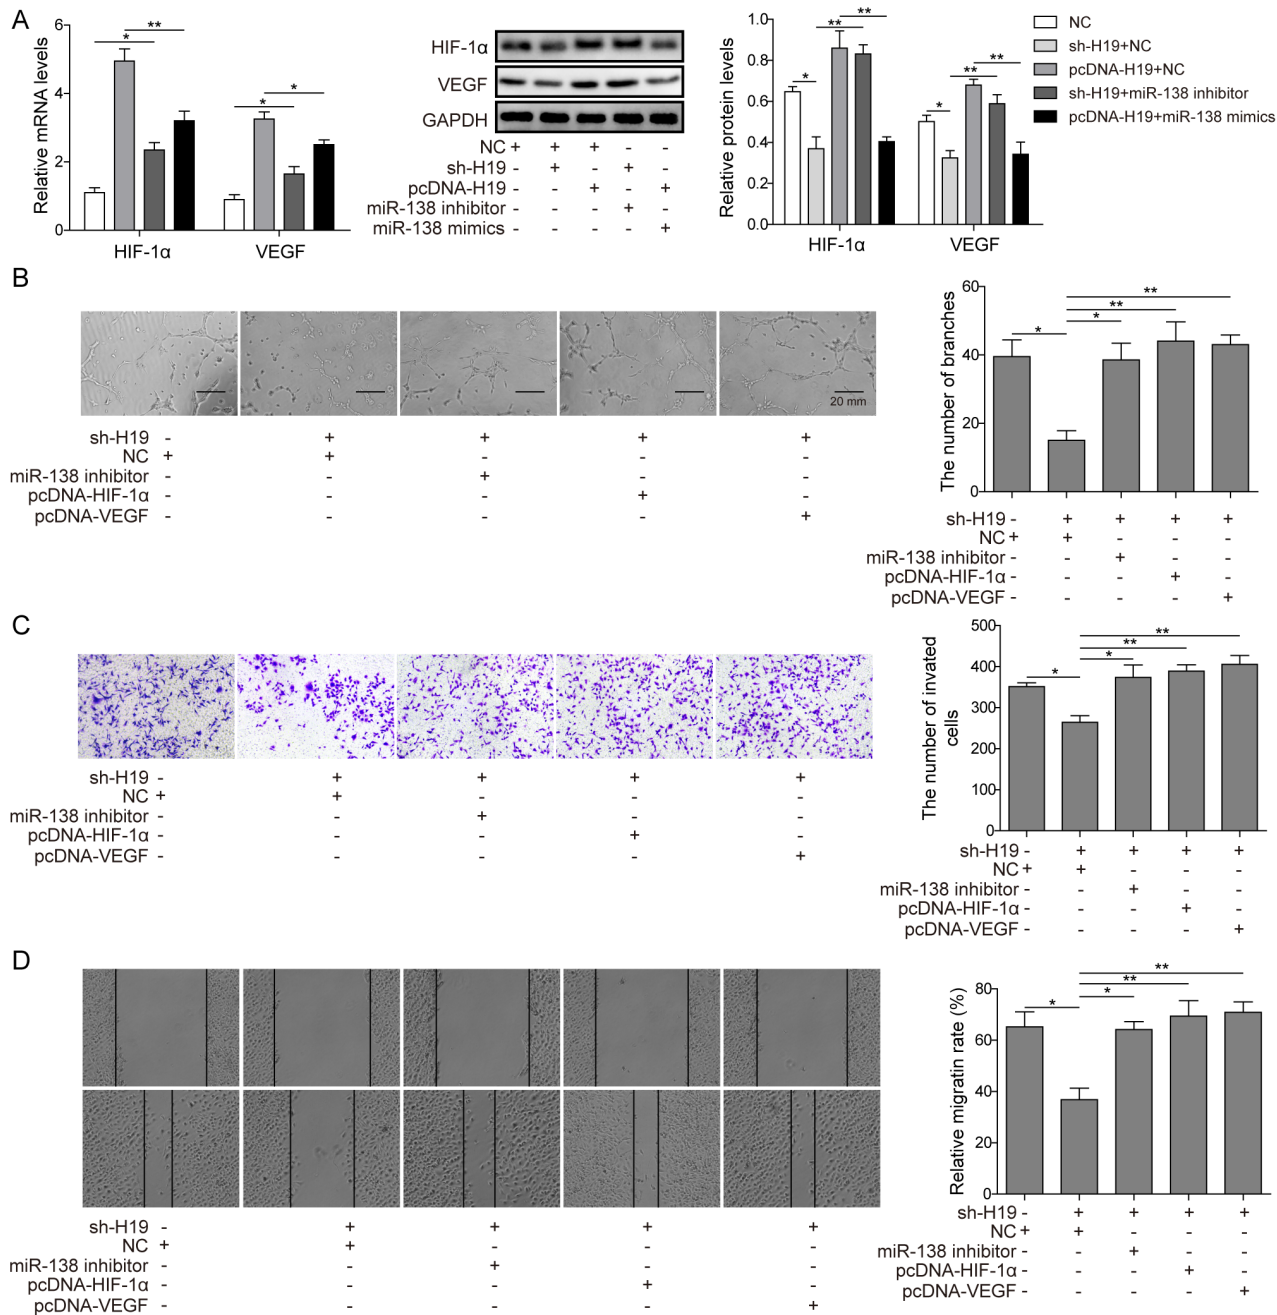 A
Relative mRNA levels
6
4
2
0
*
**
*
*
HIF-1α
VEGF
HIF-1α
VEGF
GAPDH
NC + + + - -
sh-H19 - + - + -
pcDNA-H19 - - + - +
miR-138 inhibitor - - - + -
miR-138 mimics - - - - +
Relative protein levels
1.0
0.8
0.6
0.4
0.2
0.0
*
**
**
*
**
**
HIF-1α
VEGF
NC
sh-H19+NC
pcDNA-H19+NC
sh-H19+miR-138 inhibitor
pcDNA-H19+miR-138 mimics
B
20 mm
sh-H19 - + + + +
NC + + - - -
miR-138 inhibitor - - + - -
pcDNA-HIF-1α - - - + -
pcDNA-VEGF - - - - +
The number of branches
60
40
20
0
*
*
**
**
sh-H19 - + + + +
NC + + - - -
miR-138 inhibitor - - + - -
pcDNA-HIF-1α - - - + -
pcDNA-VEGF - - - - +
C
sh-H19 - + + + +
NC + + - - -
miR-138 inhibitor - - + - -
pcDNA-HIF-1α - - - + -
pcDNA-VEGF - - - - +
The number of invated
cells
500
400
300
200
100
0
*
*
**
**
sh-H19 - + + + +
NC + + - - -
miR-138 inhibitor - - + - -
pcDNA-HIF-1α - - - + -
pcDNA-VEGF - - - - +
D
sh-H19 - + + + +
NC + + - - -
miR-138 inhibitor - - + - -
pcDNA-HIF-1α - - - + -
pcDNA-VEGF - - - - +
Relative migratin rate (%)
80
60
40
20
0
*
*
**
**
sh-H19 - + + + +
NC + + - - -
miR-138 inhibitor - - + - -
pcDNA-HIF-1α - - - + -
pcDNA-VEGF - - - - +